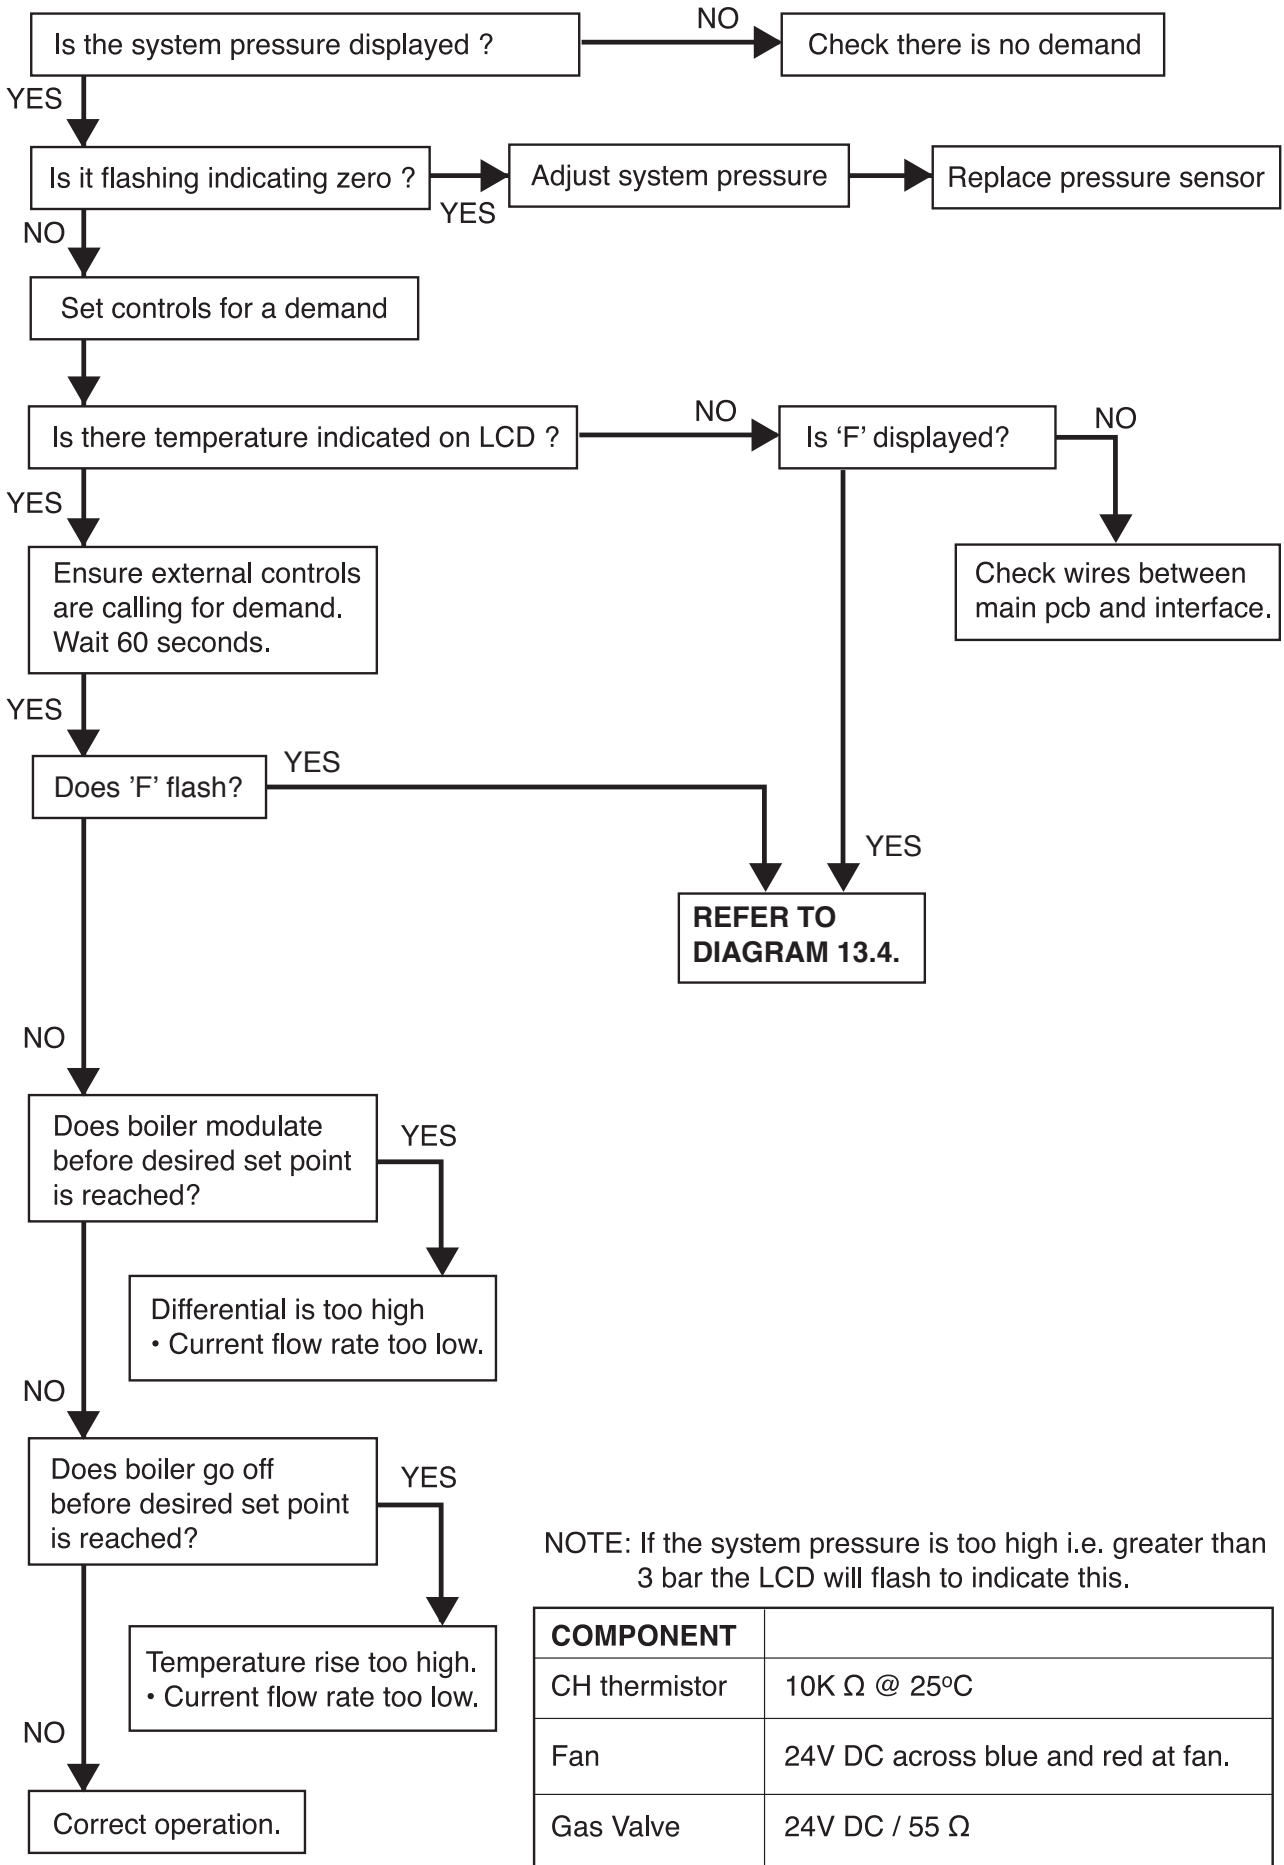 Is the system pressure displayed ?
NO
Check there is no demand
YES
Is it flashing indicating zero ?
YES
Adjust system pressure
Replace pressure sensor
NO
Set controls for a demand
Is there temperature indicated on LCD ?
NO
Is ‘F’ displayed?
NO
YES
Ensure external controls
are calling for demand.
Wait 60 seconds.
Check wires between
main pcb and interface.
YES
Does ’F’ flash?
YES
YES
REFER TO
DIAGRAM 13.4.
NO
Does boiler modulate
before desired set point
is reached?
YES
Differential is too high
• Current flow rate too low.
NO
Does boiler go off
before desired set point
is reached?
YES
Temperature rise too high.
• Current flow rate too low.
NO
Correct operation.
NOTE: If the system pressure is too high i.e. greater than
3 bar the LCD will flash to indicate this.
COMPONENT
CH thermistor 10K Ω @ 25ºC
Fan 24V DC across blue and red at fan.
Gas Valve 24V DC / 55 Ω